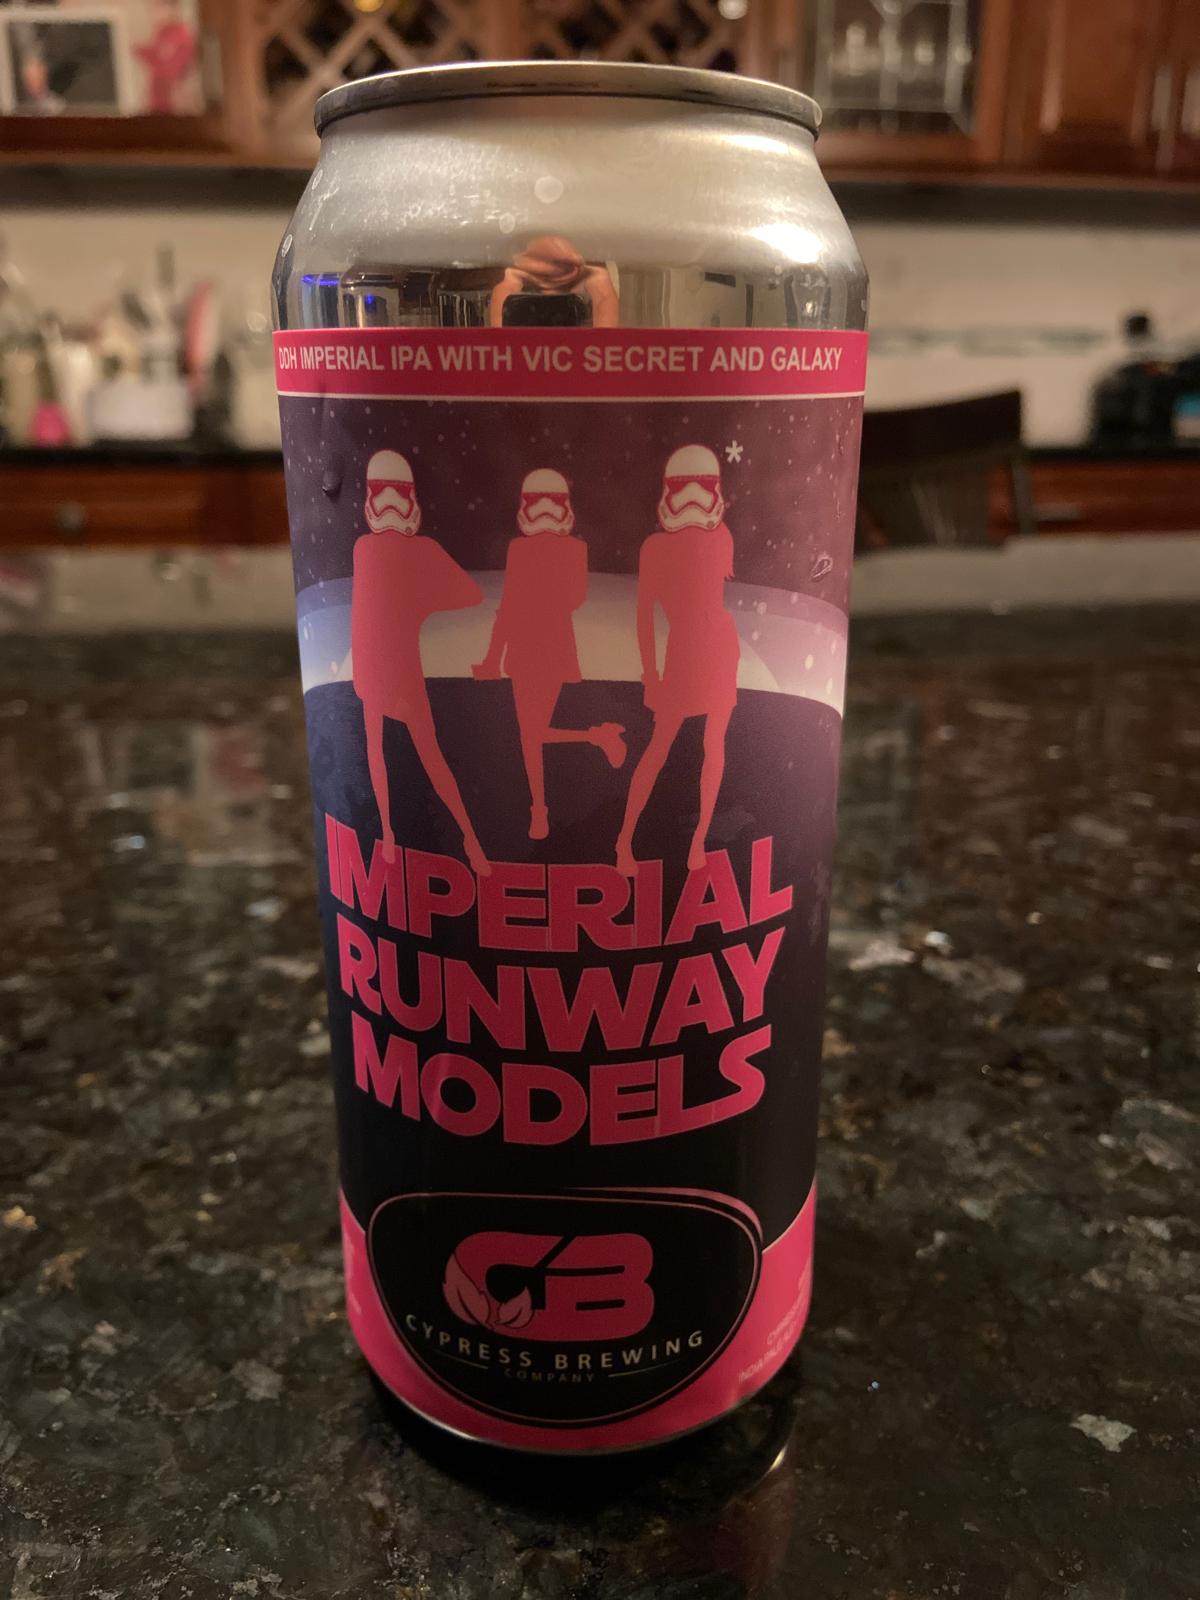 DDH IMPERIAL IPA WITH VIC SECRET AND GALAXY
*
IMPERIAL
RUNWAY
MODELS
CB
CYPRESS BREWING
COMPANY